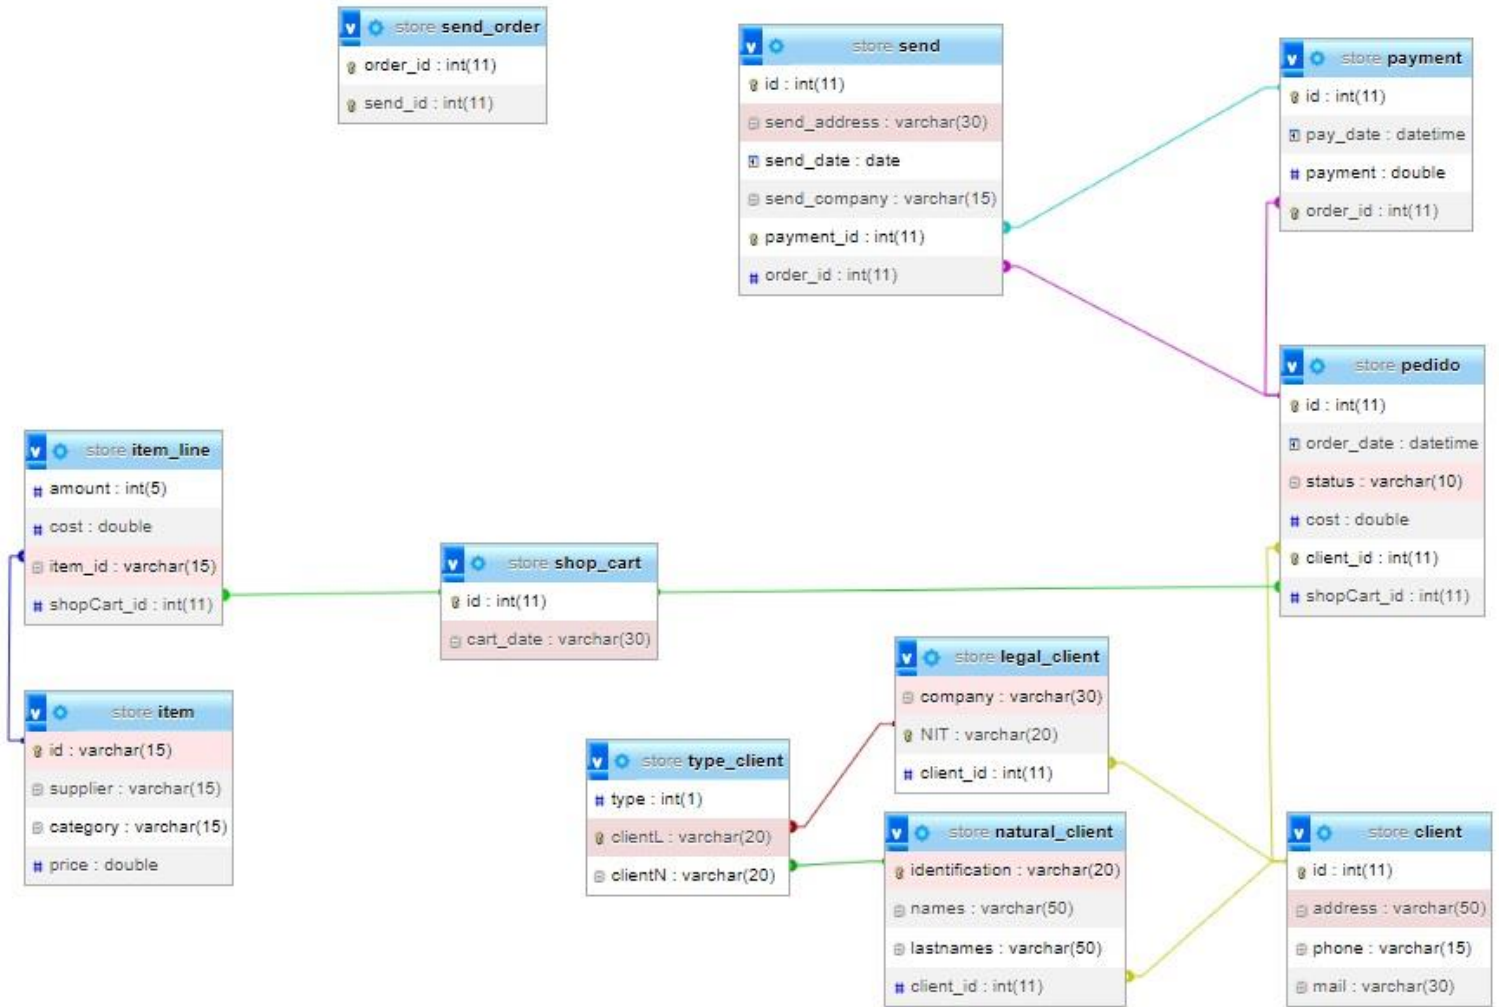 store send_order
order_id : int(11)
send_id : int(11)
store send
id : int(11)
send_address : varchar(30)
send_date : date
send_company : varchar(15)
payment_id : int(11)
order_id : int(11)
store payment
id : int(11)
pay_date : datetime
payment : double
order_id : int(11)
store pedido
id : int(11)
order_date : datetime
status : varchar(10)
cost : double
client_id : int(11)
shopCart_id : int(11)
store item_line
amount : int(5)
cost : double
item_id : varchar(15)
shopCart_id : int(11)
store shop_cart
id : int(11)
cart_date : varchar(30)
store item
id : varchar(15)
supplier : varchar(15)
category : varchar(15)
price : double
store legal_client
company : varchar(30)
NIT : varchar(20)
client_id : int(11)
store type_client
type : int(1)
clientL : varchar(20)
clientN : varchar(20)
store natural_client
identification : varchar(20)
names : varchar(50)
lastnames : varchar(50)
client_id : int(11)
store client
id : int(11)
address : varchar(50)
phone : varchar(15)
mail : varchar(30)